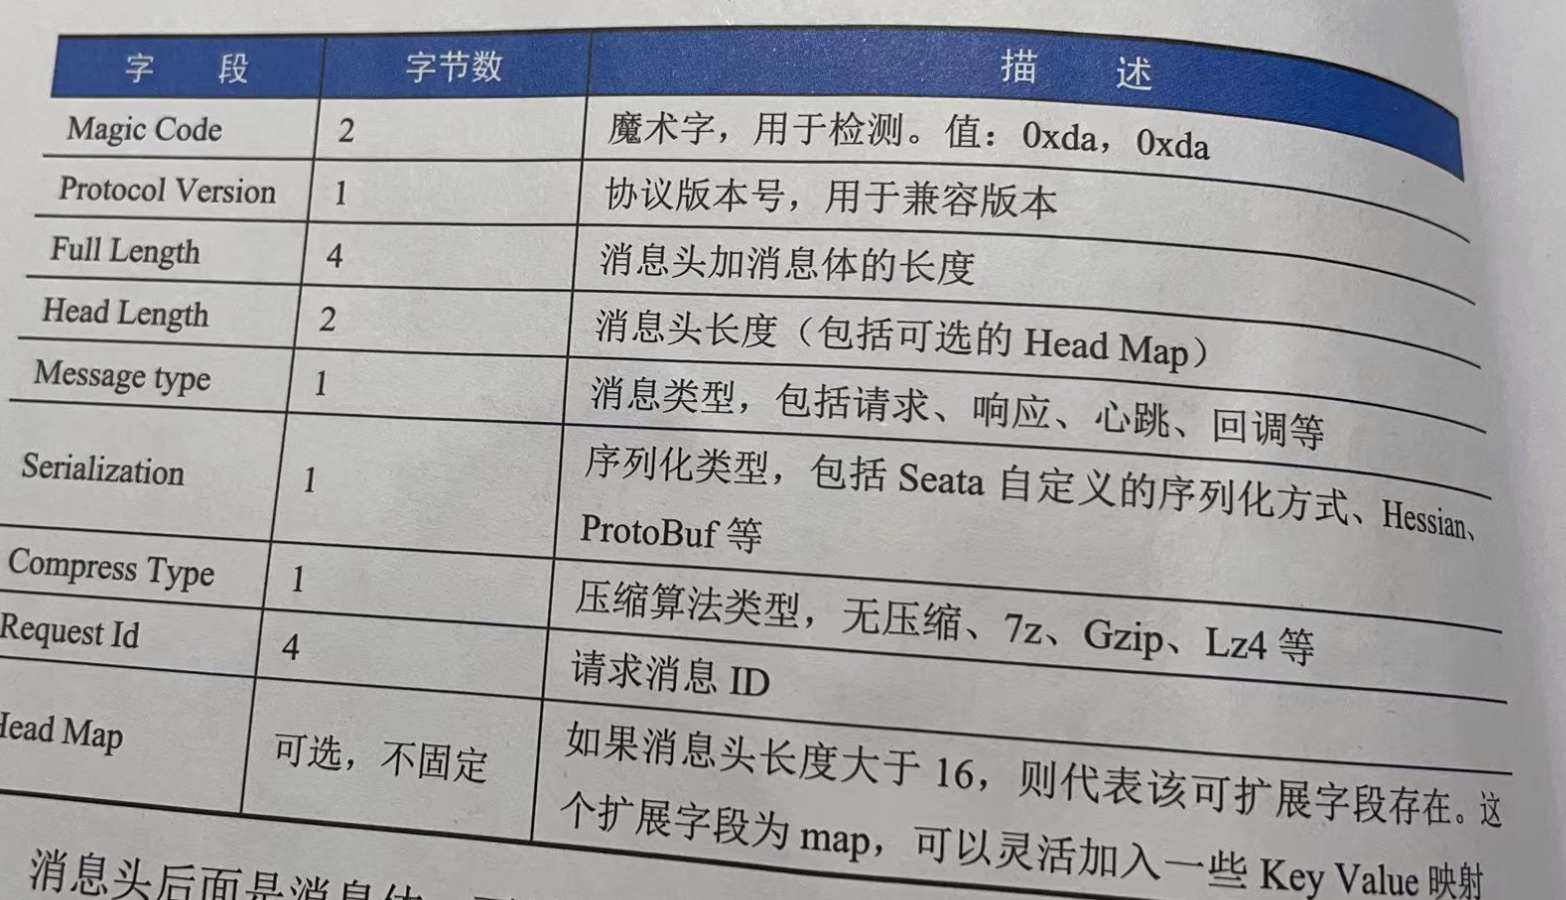 字 段 字节数 描 述
Magic Code 2 魔术字，用于检测。值：0xda，0xda
Protocol Version 1 协议版本号，用于兼容版本
Full Length 4 消息头加消息体的长度
Head Length 2 消息头长度（包括可选的 Head Map）
Message type 1 消息类型，包括请求、响应、心跳、回调等
Serialization 1 序列化类型，包括 Seata 自定义的序列化方式、Hessian、
ProtoBuf 等
Compress Type 1 压缩算法类型，无压缩、7z、Gzip、Lz4 等
Request Id 4 请求消息 ID
Head Map 可选，不固定 如果消息头长度大于 16，则代表该可扩展字段存在。这
个扩展字段为 map，可以灵活加入一些 Key Value 映射
消息头后面是消息体